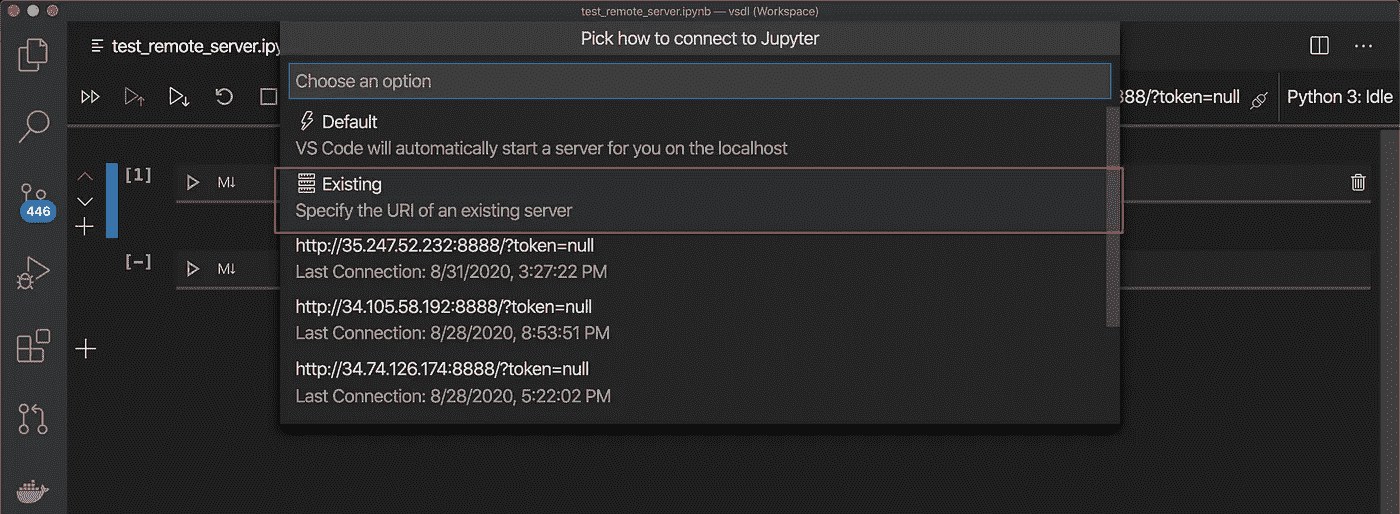 test_remote_server.ipynb — vsdl (Workspace)
test_remote_server.ipy
Pick how to connect to Jupyter
Choose an option
888/?token=null
Python 3: Idle
Default
VS Code will automatically start a server for you on the localhost
[1]
M↓
Existing
Specify the URI of an existing server
446
http://35.247.52.232:8888/?token=null
[-]
M↓
Last Connection: 8/31/2020, 3:27:22 PM
http://34.105.58.192:8888/?token=null
Last Connection: 8/28/2020, 8:53:51 PM
http://34.74.126.174:8888/?token=null
Last Connection: 8/28/2020, 5:22:02 PM